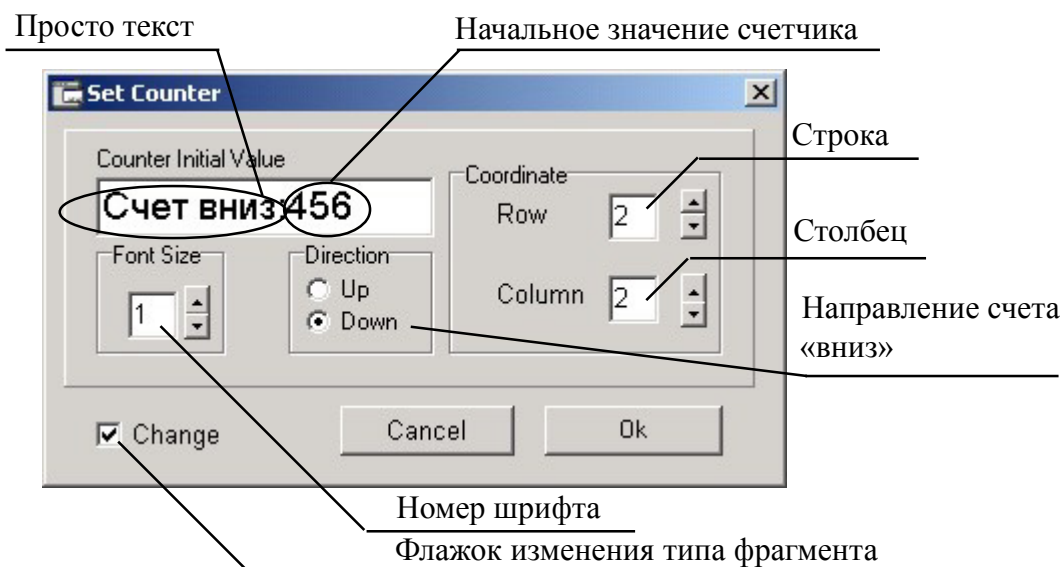 Просто текст
Начальное значение счетчика
Set Counter
Counter Initial Value
Счет вниз:456
Font Size
1
Direction
Up
Down
Coordinate
Row 2
Column 2
Строка
Столбец
Направление счета
«вниз»
Change
Cancel
Ok
Номер шрифта
Флажок изменения типа фрагмента